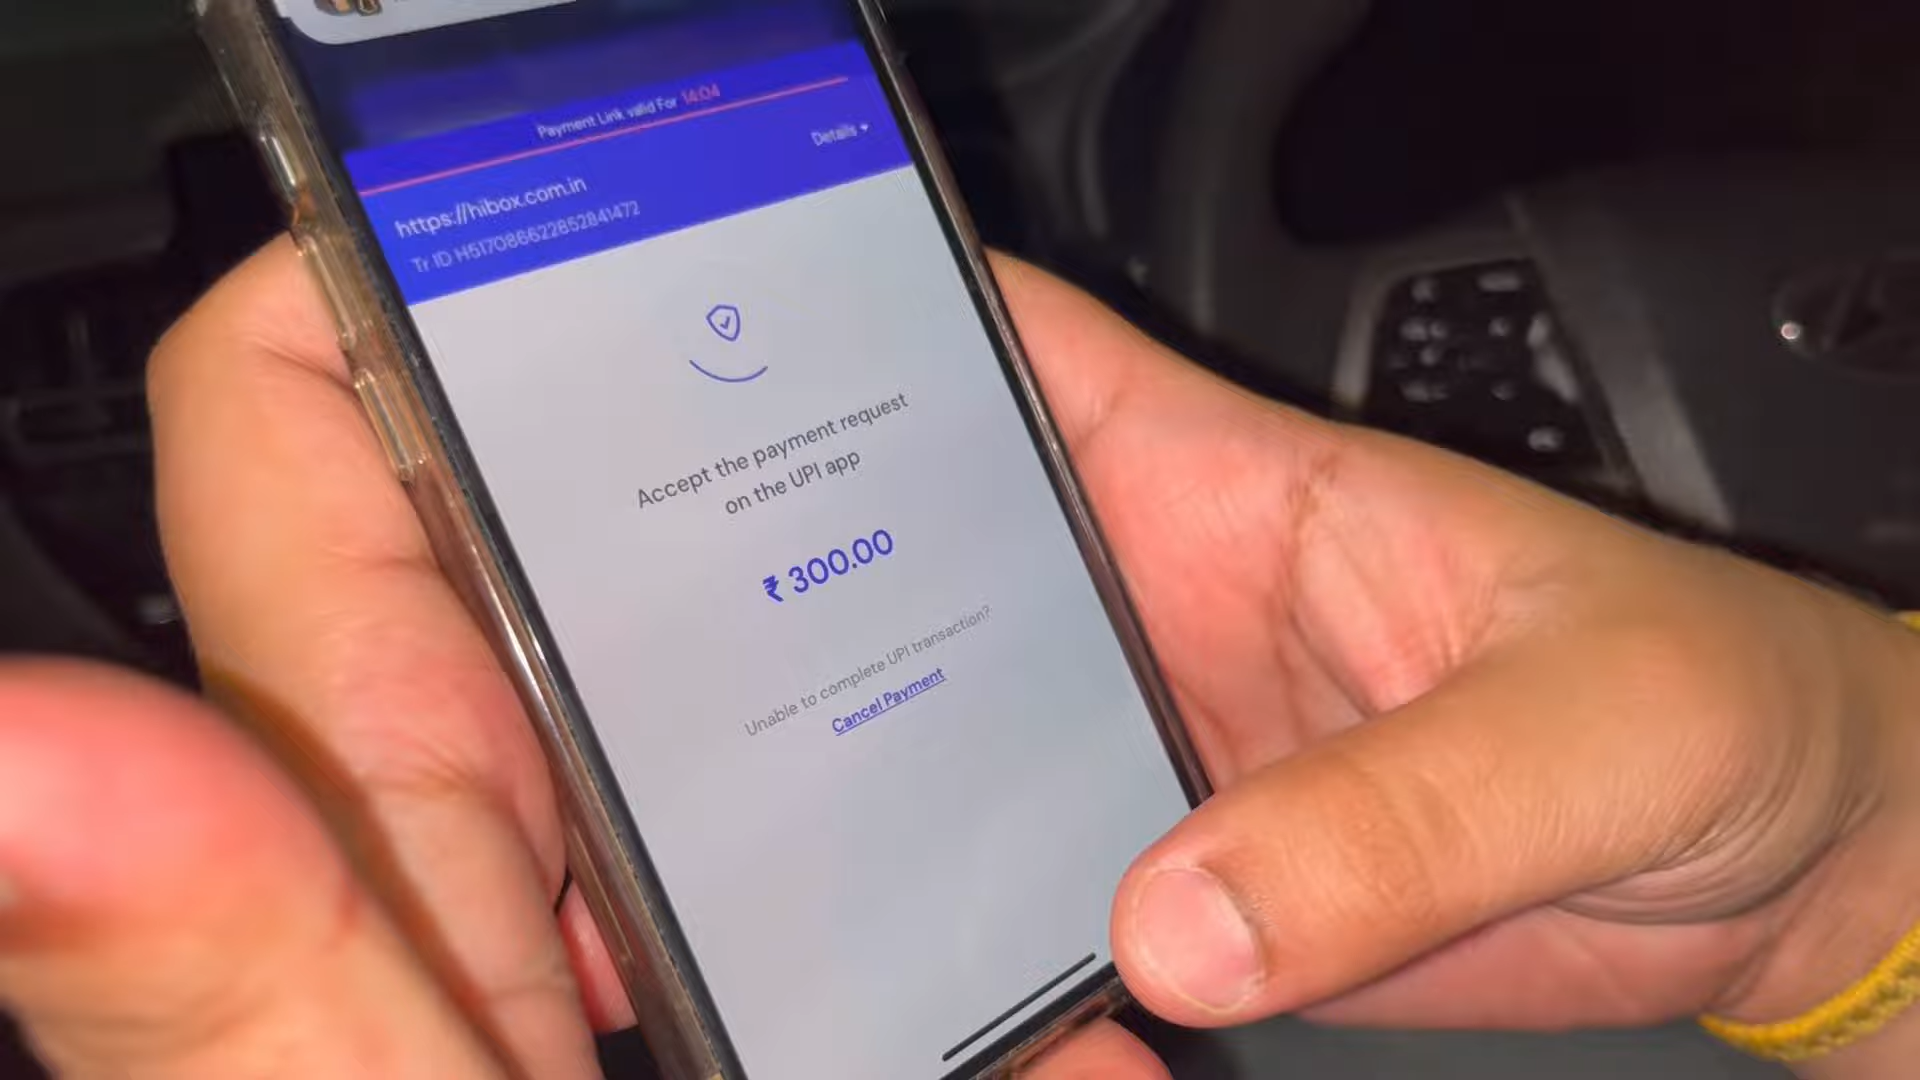 Payment Link valid For 14:04
Details
https://hibox.com.in
Tr ID H517086622852841472
Accept the payment request
on the UPI app
₹ 300.00
Unable to complete UPI transaction?
Cancel Payment